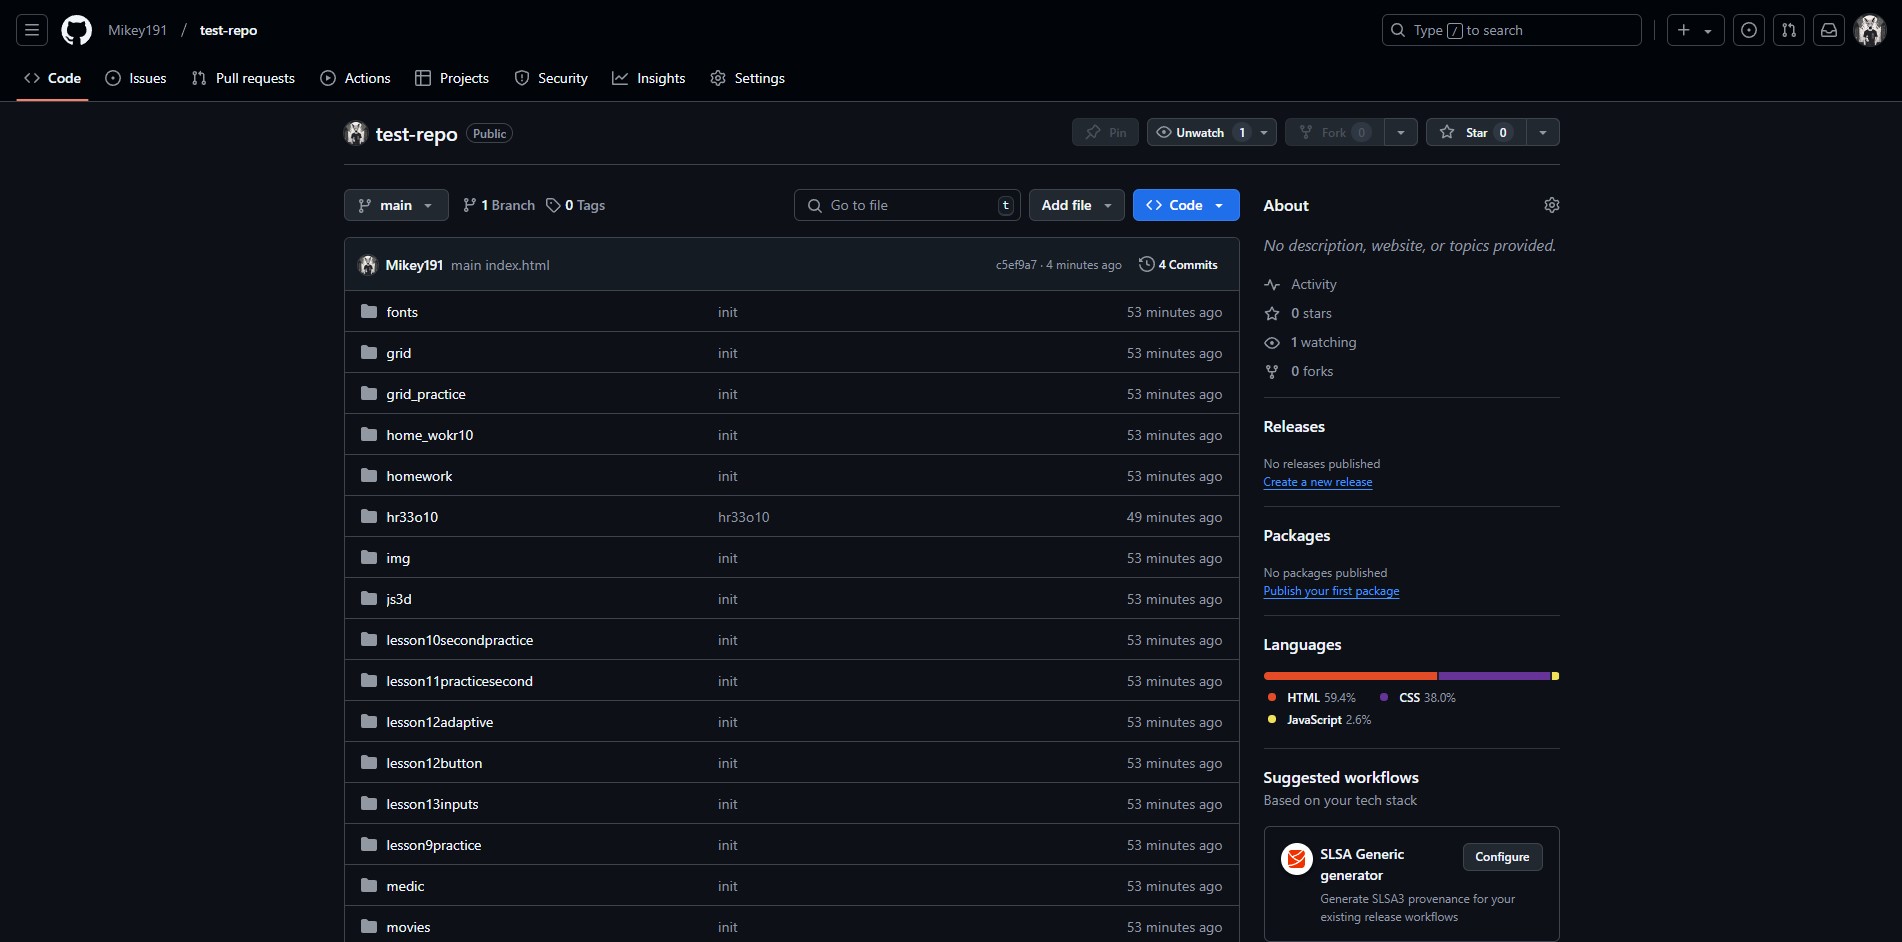 Mikey191 / test-repo
Type / to search
Code Issues Pull requests Actions Projects Security Insights Settings
test-repo Public
Pin Unwatch 1 Fork 0 Star 0
main 1 Branch 0 Tags
Go to file t Add file Code
Mikey191 main index.html c5ef9a7 · 4 minutes ago 4 Commits
fonts init 53 minutes ago
grid init 53 minutes ago
grid_practice init 53 minutes ago
home_wokr10 init 53 minutes ago
homework init 53 minutes ago
hr33o10 hr33o10 49 minutes ago
img init 53 minutes ago
js3d init 53 minutes ago
lesson10secondpractice init 53 minutes ago
lesson11practicesecond init 53 minutes ago
lesson12adaptive init 53 minutes ago
lesson12button init 53 minutes ago
lesson13inputs init 53 minutes ago
lesson9practice init 53 minutes ago
medic init 53 minutes ago
movies init 53 minutes ago
About
No description, website, or topics provided.
Activity
0 stars
1 watching
0 forks
Releases
No releases published
Create a new release
Packages
No packages published
Publish your first package
Languages
HTML 59.4% CSS 38.0%
JavaScript 2.6%
Suggested workflows
Based on your tech stack
SLSA Generic
generator
Configure
Generate SLSA3 provenance for your
existing release workflows